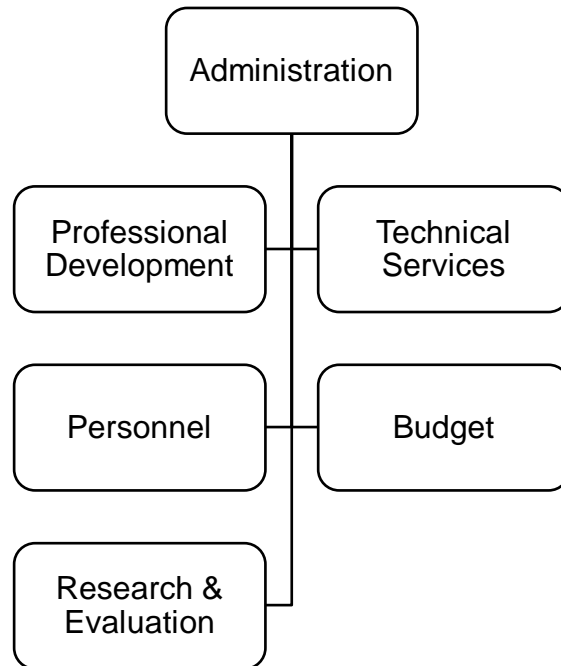 Administration
Professional
Development
Technical
Services
Personnel
Budget
Research &
Evaluation